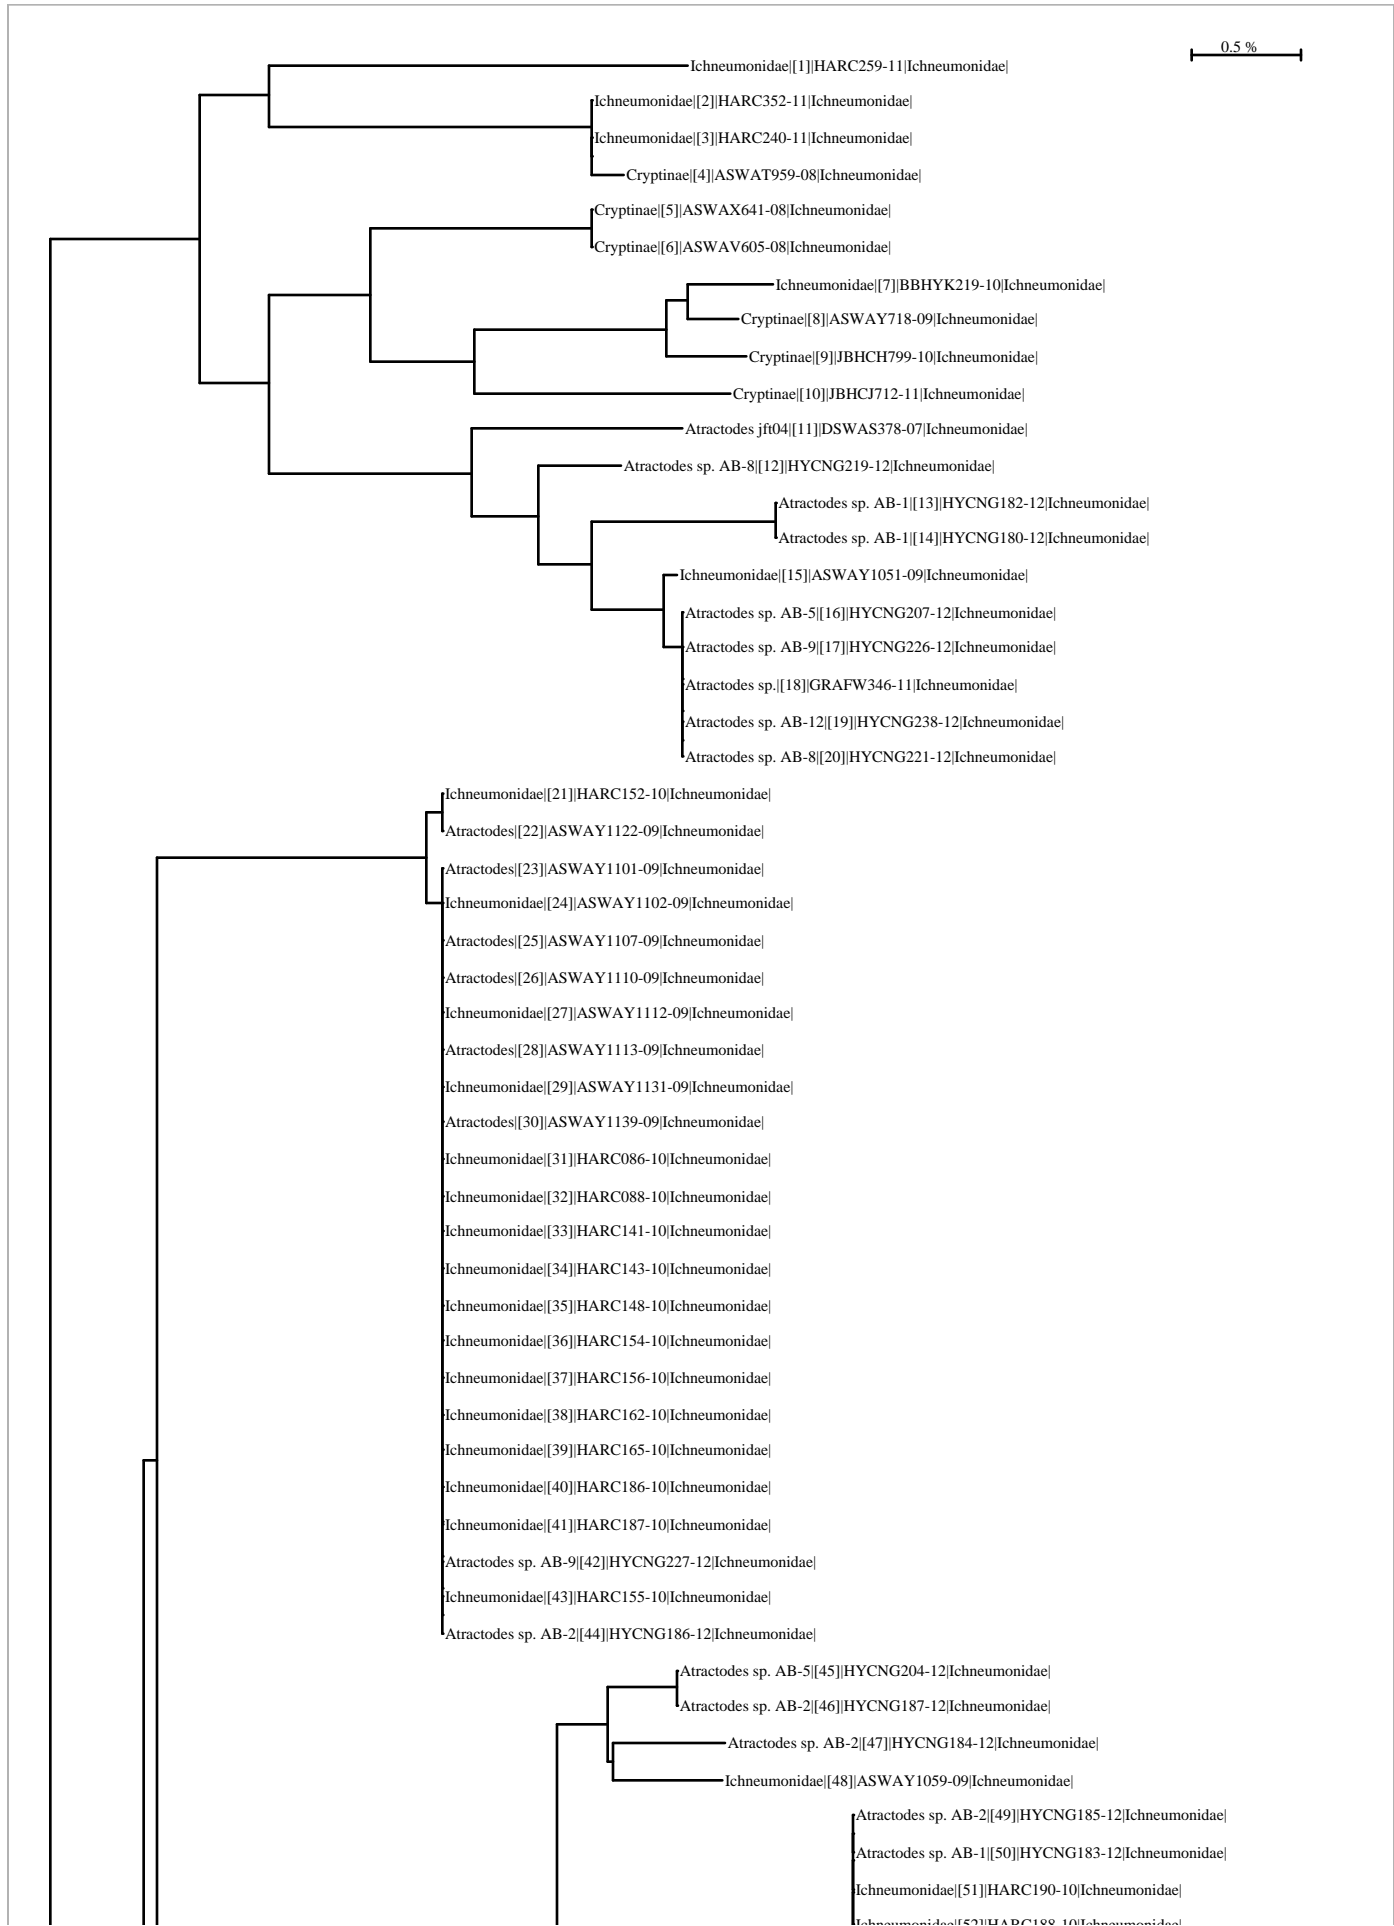 0.5 %
Ichneumonidae|[1]|HARC259-11|Ichneumonidae|
Ichneumonidae|[2]|HARC352-11|Ichneumonidae|
Ichneumonidae|[3]|HARC240-11|Ichneumonidae|
Cryptinae|[4]|ASWAT959-08|Ichneumonidae|
Cryptinae|[5]|ASWAX641-08|Ichneumonidae|
Cryptinae|[6]|ASWAV605-08|Ichneumonidae|
Ichneumonidae|[7]|BBHYK219-10|Ichneumonidae|
Cryptinae|[8]|ASWAY718-09|Ichneumonidae|
Cryptinae|[9]|JBHCH799-10|Ichneumonidae|
Cryptinae|[10]|JBHCJ712-11|Ichneumonidae|
Atractodes jft04|[11]|DSWAS378-07|Ichneumonidae|
Atractodes sp. AB-8|[12]|HYCNG219-12|Ichneumonidae|
Atractodes sp. AB-1|[13]|HYCNG182-12|Ichneumonidae|
Atractodes sp. AB-1|[14]|HYCNG180-12|Ichneumonidae|
Ichneumonidae|[15]|ASWAY1051-09|Ichneumonidae|
Atractodes sp. AB-5|[16]|HYCNG207-12|Ichneumonidae|
Atractodes sp. AB-9|[17]|HYCNG226-12|Ichneumonidae|
Atractodes sp.|[18]|GRAFW346-11|Ichneumonidae|
Atractodes sp. AB-12|[19]|HYCNG238-12|Ichneumonidae|
Atractodes sp. AB-8|[20]|HYCNG221-12|Ichneumonidae|
Ichneumonidae|[21]|HARC152-10|Ichneumonidae|
Atractodes|[22]|ASWAY1122-09|Ichneumonidae|
Atractodes|[23]|ASWAY1101-09|Ichneumonidae|
Ichneumonidae|[24]|ASWAY1102-09|Ichneumonidae|
Atractodes|[25]|ASWAY1107-09|Ichneumonidae|
Atractodes|[26]|ASWAY1110-09|Ichneumonidae|
Ichneumonidae|[27]|ASWAY1112-09|Ichneumonidae|
Atractodes|[28]|ASWAY1113-09|Ichneumonidae|
Ichneumonidae|[29]|ASWAY1131-09|Ichneumonidae|
Atractodes|[30]|ASWAY1139-09|Ichneumonidae|
Ichneumonidae|[31]|HARC086-10|Ichneumonidae|
Ichneumonidae|[32]|HARC088-10|Ichneumonidae|
Ichneumonidae|[33]|HARC141-10|Ichneumonidae|
Ichneumonidae|[34]|HARC143-10|Ichneumonidae|
Ichneumonidae|[35]|HARC148-10|Ichneumonidae|
Ichneumonidae|[36]|HARC154-10|Ichneumonidae|
Ichneumonidae|[37]|HARC156-10|Ichneumonidae|
Ichneumonidae|[38]|HARC162-10|Ichneumonidae|
Ichneumonidae|[39]|HARC165-10|Ichneumonidae|
Ichneumonidae|[40]|HARC186-10|Ichneumonidae|
Ichneumonidae|[41]|HARC187-10|Ichneumonidae|
Atractodes sp. AB-9|[42]|HYCNG227-12|Ichneumonidae|
Ichneumonidae|[43]|HARC155-10|Ichneumonidae|
Atractodes sp. AB-2|[44]|HYCNG186-12|Ichneumonidae|
Atractodes sp. AB-5|[45]|HYCNG204-12|Ichneumonidae|
Atractodes sp. AB-2|[46]|HYCNG187-12|Ichneumonidae|
Atractodes sp. AB-2|[47]|HYCNG184-12|Ichneumonidae|
Ichneumonidae|[48]|ASWAY1059-09|Ichneumonidae|
Atractodes sp. AB-2|[49]|HYCNG185-12|Ichneumonidae|
Atractodes sp. AB-1|[50]|HYCNG183-12|Ichneumonidae|
Ichneumonidae|[51]|HARC190-10|Ichneumonidae|
Ichneumonidae|[52]|HARC188-10|Ichneumonidae|